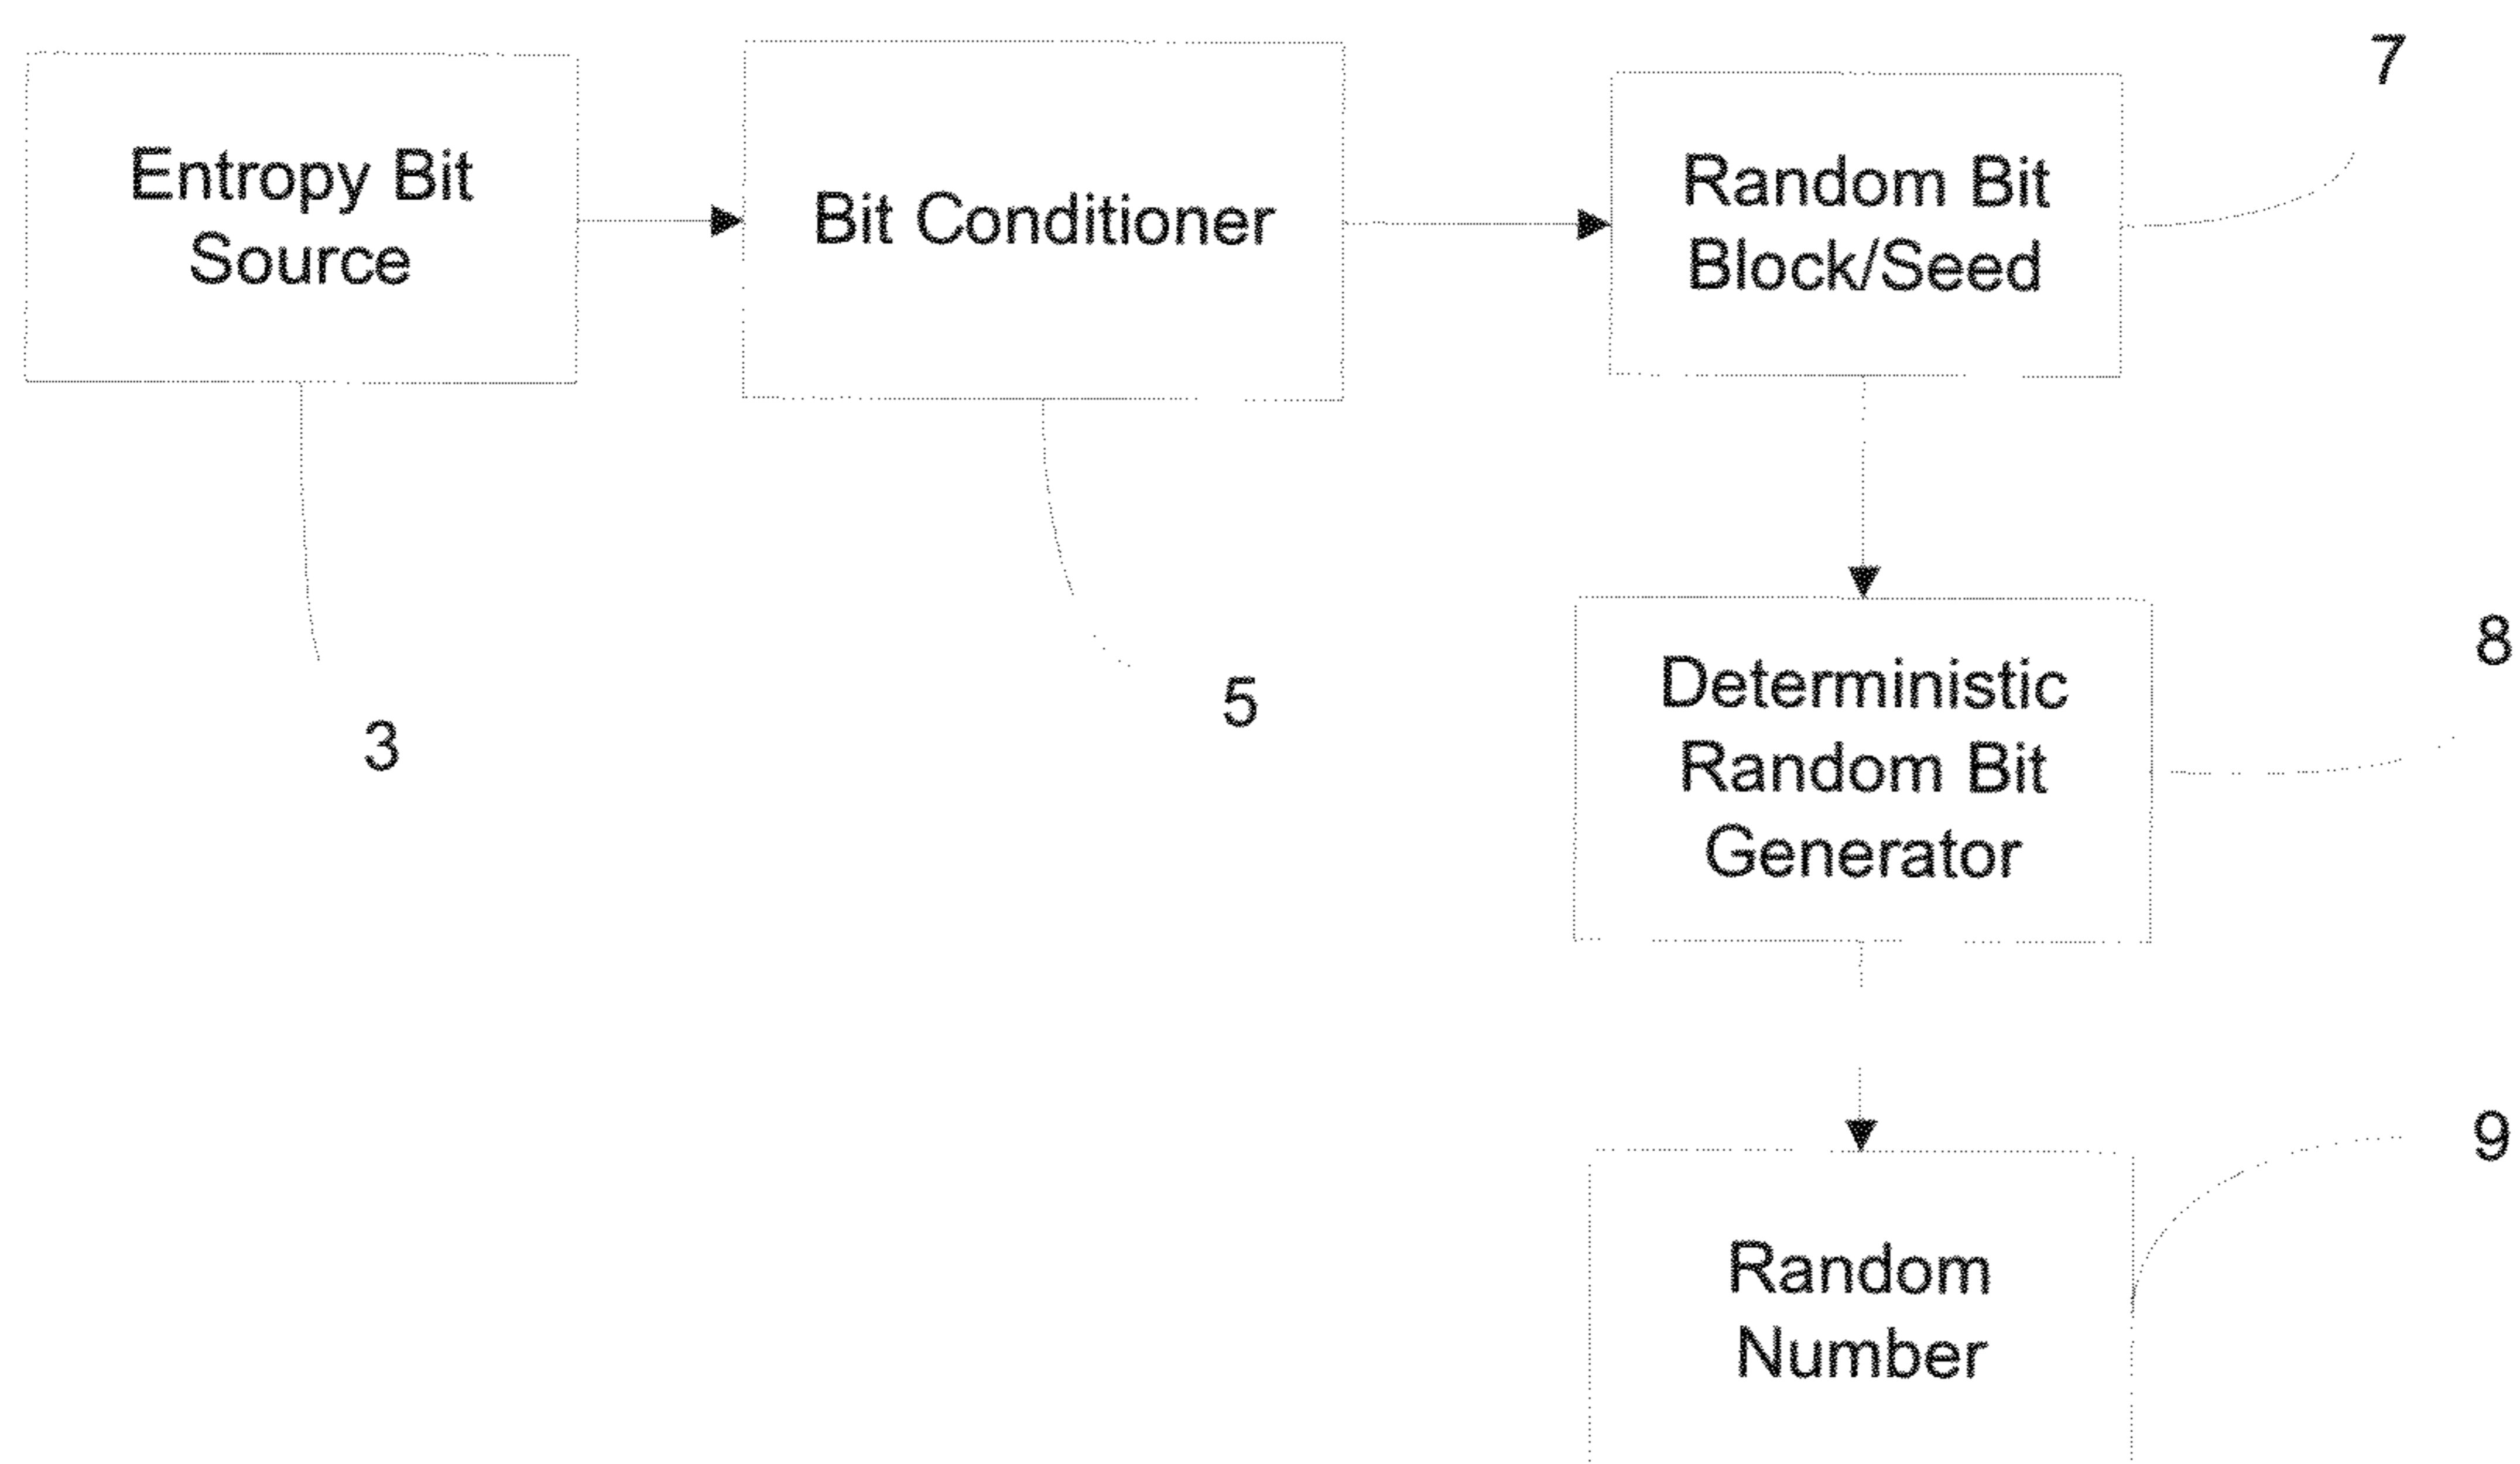 Entropy Bit
Source
Bit Conditioner
Random Bit
Block/Seed
7
3
5
Deterministic
Random Bit
Generator
8
Random
Number
9